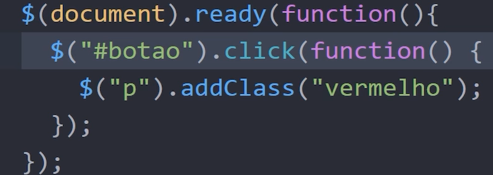 $(document).ready(function(){
$("#botao").click(function() {
$("p").addClass("vermelho");
});
});